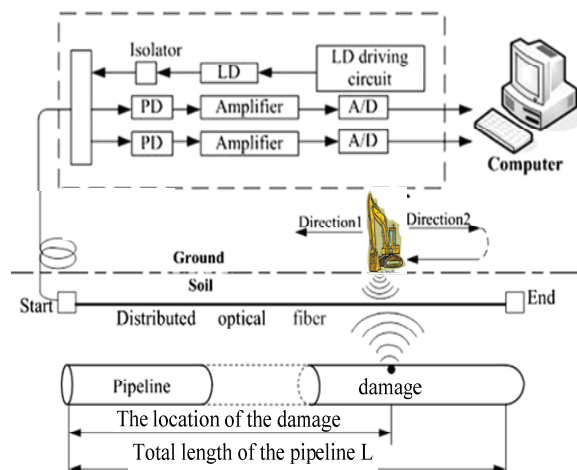 Isolator
LD
LD driving
circuit
PD
Amplifier
A/D
PD
Amplifier
A/D
Computer
Direction1
Direction2
Ground
Soil
Start
End
Distributed optical fiber
Pipeline
damage
The location of the damage
Total length of the pipeline L